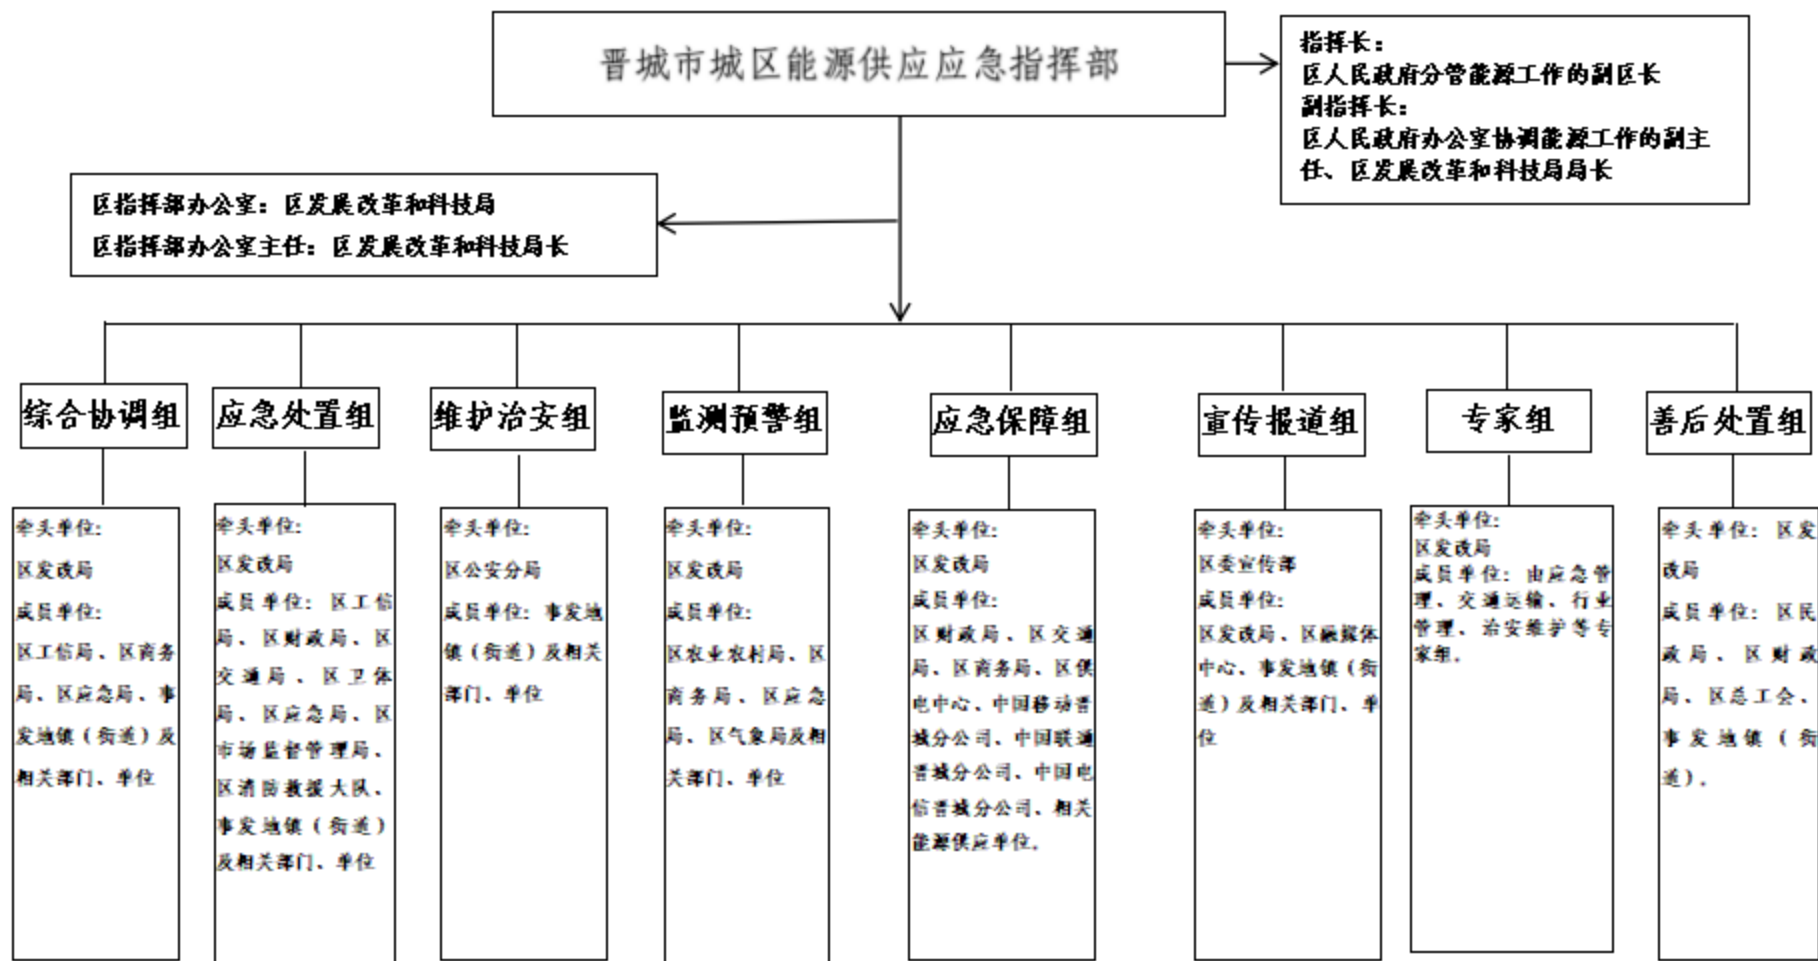 晋城市城区能源供应应急指挥部
指挥长：
区人民政府分管能源工作的副区长
副指挥长：
区人民政府办公室协调能源工作的副主
任、区发展改革和科技局局长
区指挥部办公室：区发展改革和科技局
区指挥部办公室主任：区发展改革和科技局长
综合协调组
应急处置组
维护治安组
监测预警组
应急保障组
宣传报道组
专家组
善后处置组
牵头单位：
区发改局
成员单位：
区工信局、区商务
局、区应急局、事
发地镇（街道）及
相关部门、单位
牵头单位：
区发改局
成员单位：区工信
局、区财政局、区
交通局、区卫体
局、区应急局、区
市场监督管理局、
区消防救援大队、
事发地镇（街道）
及相关部门、单位
牵头单位：
区公安分局
成员单位：事发地
镇（街道）及相关
部门、单位
牵头单位：
区发改局
成员单位：
区农业农村局、区
商务局、区应急
局、区气象局及相
关部门、单位
牵头单位：
区发改局
成员单位：
区财政局、区交通
局、区商务局、区供
电中心、中国移动晋
城分公司、中国联通
晋城分公司、中国电
信晋城分公司、相关
能源供应单位。
牵头单位：
区委宣传部
成员单位：
区发改局、区融媒体
中心、事发地镇（街
道）及相关部门、单
位
牵头单位：
区发改局
成员单位：由应急管
理、交通运输、行业
管理、治安维护等专
家组。
牵头单位：区发
改局
成员单位：区民
政局、区财政
局、区总工会、
事发地镇（街
道）。